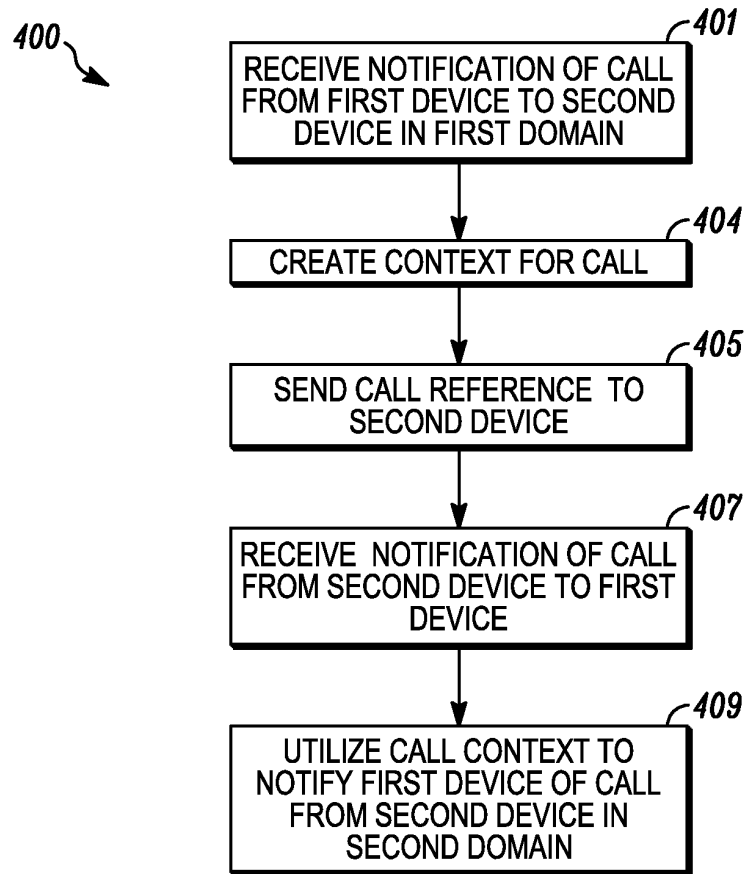 400
401
RECEIVE NOTIFICATION OF CALL
FROM FIRST DEVICE TO SECOND
DEVICE IN FIRST DOMAIN
404
CREATE CONTEXT FOR CALL
405
SEND CALL REFERENCE TO
SECOND DEVICE
407
RECEIVE NOTIFICATION OF CALL
FROM SECOND DEVICE TO FIRST
DEVICE
409
UTILIZE CALL CONTEXT TO
NOTIFY FIRST DEVICE OF CALL
FROM SECOND DEVICE IN
SECOND DOMAIN